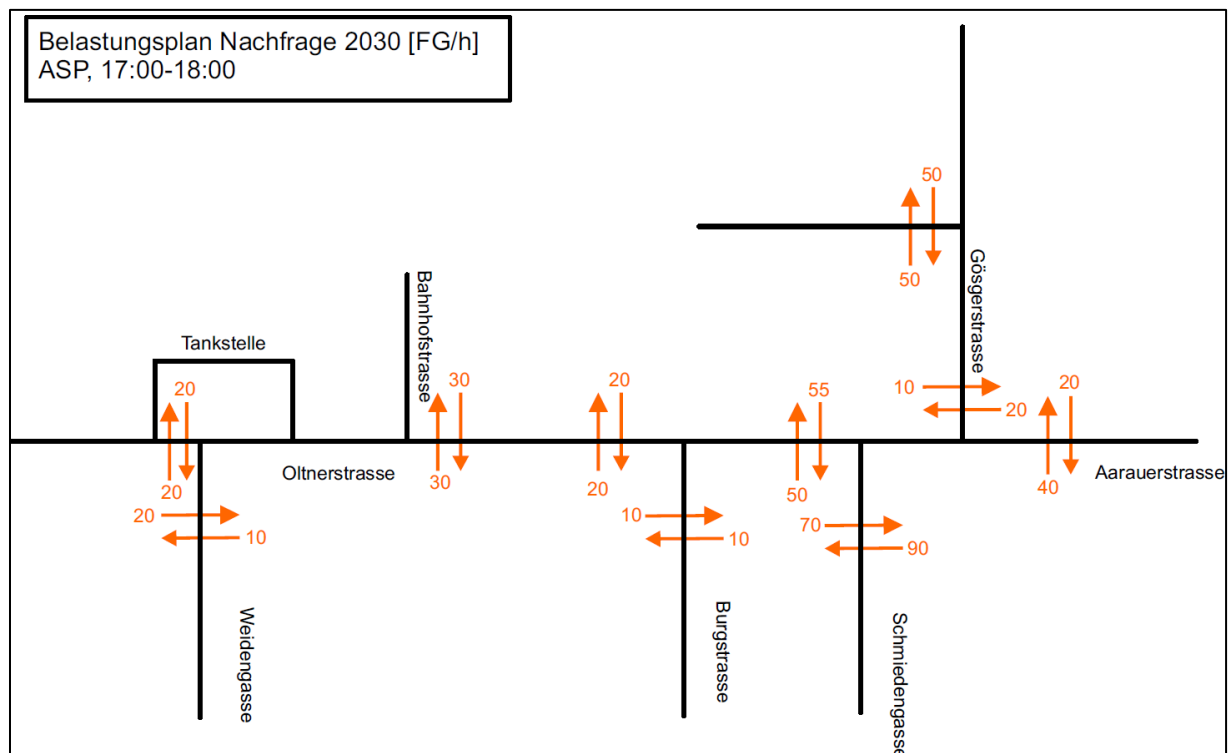 Belastungsplan Nachfrage 2030 [FG/h]
ASP, 17:00-18:00
50
50
Gösgerstrasse
Bahnhofstrasse
Tankstelle
20
30
20
55
10
20
20
Oltnerstrasse
Aarauerstrasse
20
30
20
50
40
20
10
10
10
70
90
Weidengasse
Burgstrasse
Schmiedengasse